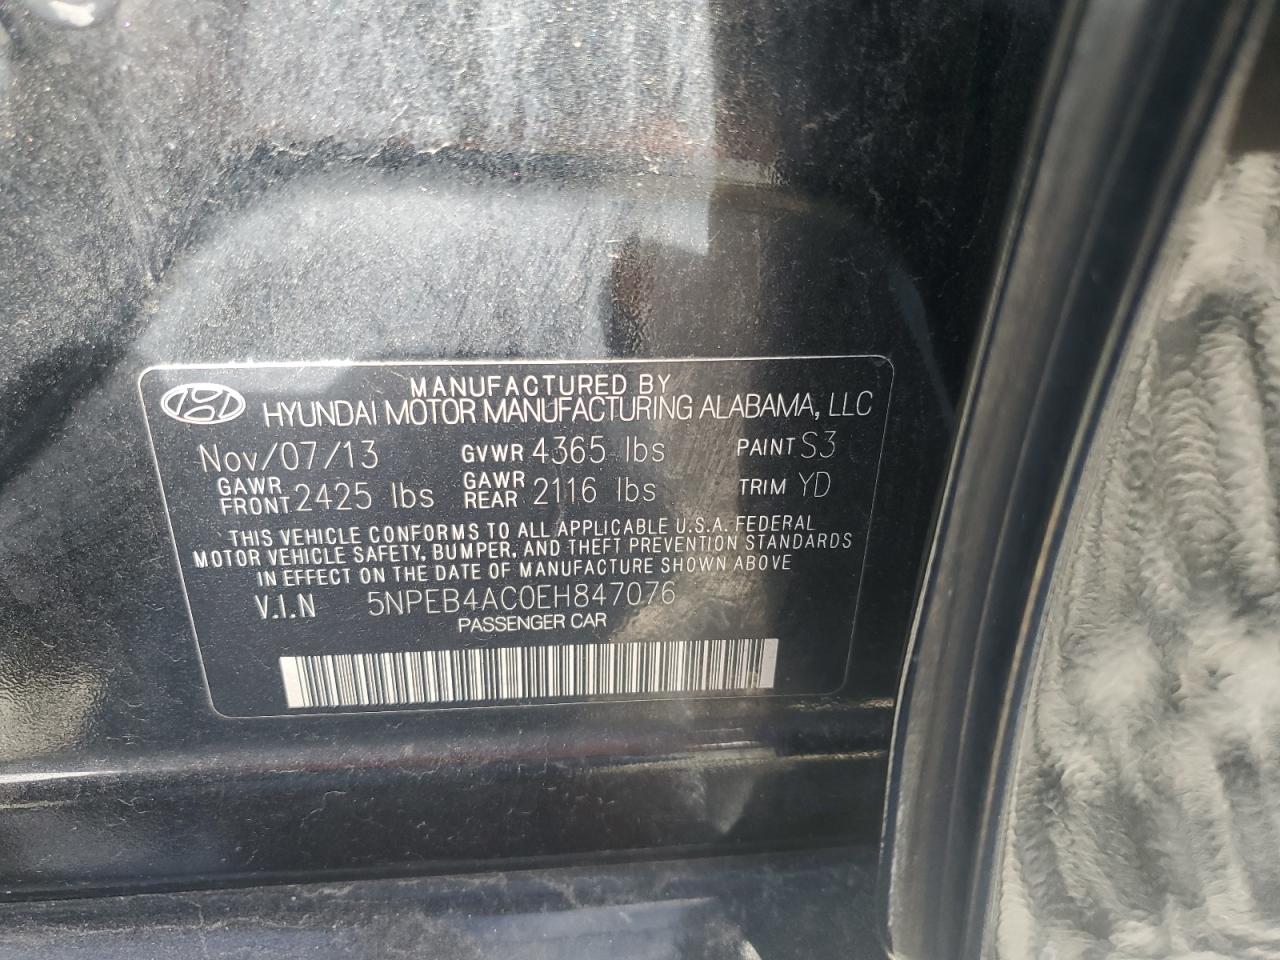 MANUFACTURED BY
HYUNDAI MOTOR MANUFACTURING ALABAMA, LLC
Nov/07/13 GVWR 4365 lbs PAINT S3
GAWR FRONT 2425 lbs GAWR REAR 2116 lbs TRIM YD
THIS VEHICLE CONFORMS TO ALL APPLICABLE U.S.A. FEDERAL
MOTOR VEHICLE SAFETY, BUMPER, AND THEFT PREVENTION STANDARDS
IN EFFECT ON THE DATE OF MANUFACTURE SHOWN ABOVE
V.I.N 5NPEB4AC0EH847076
PASSENGER CAR